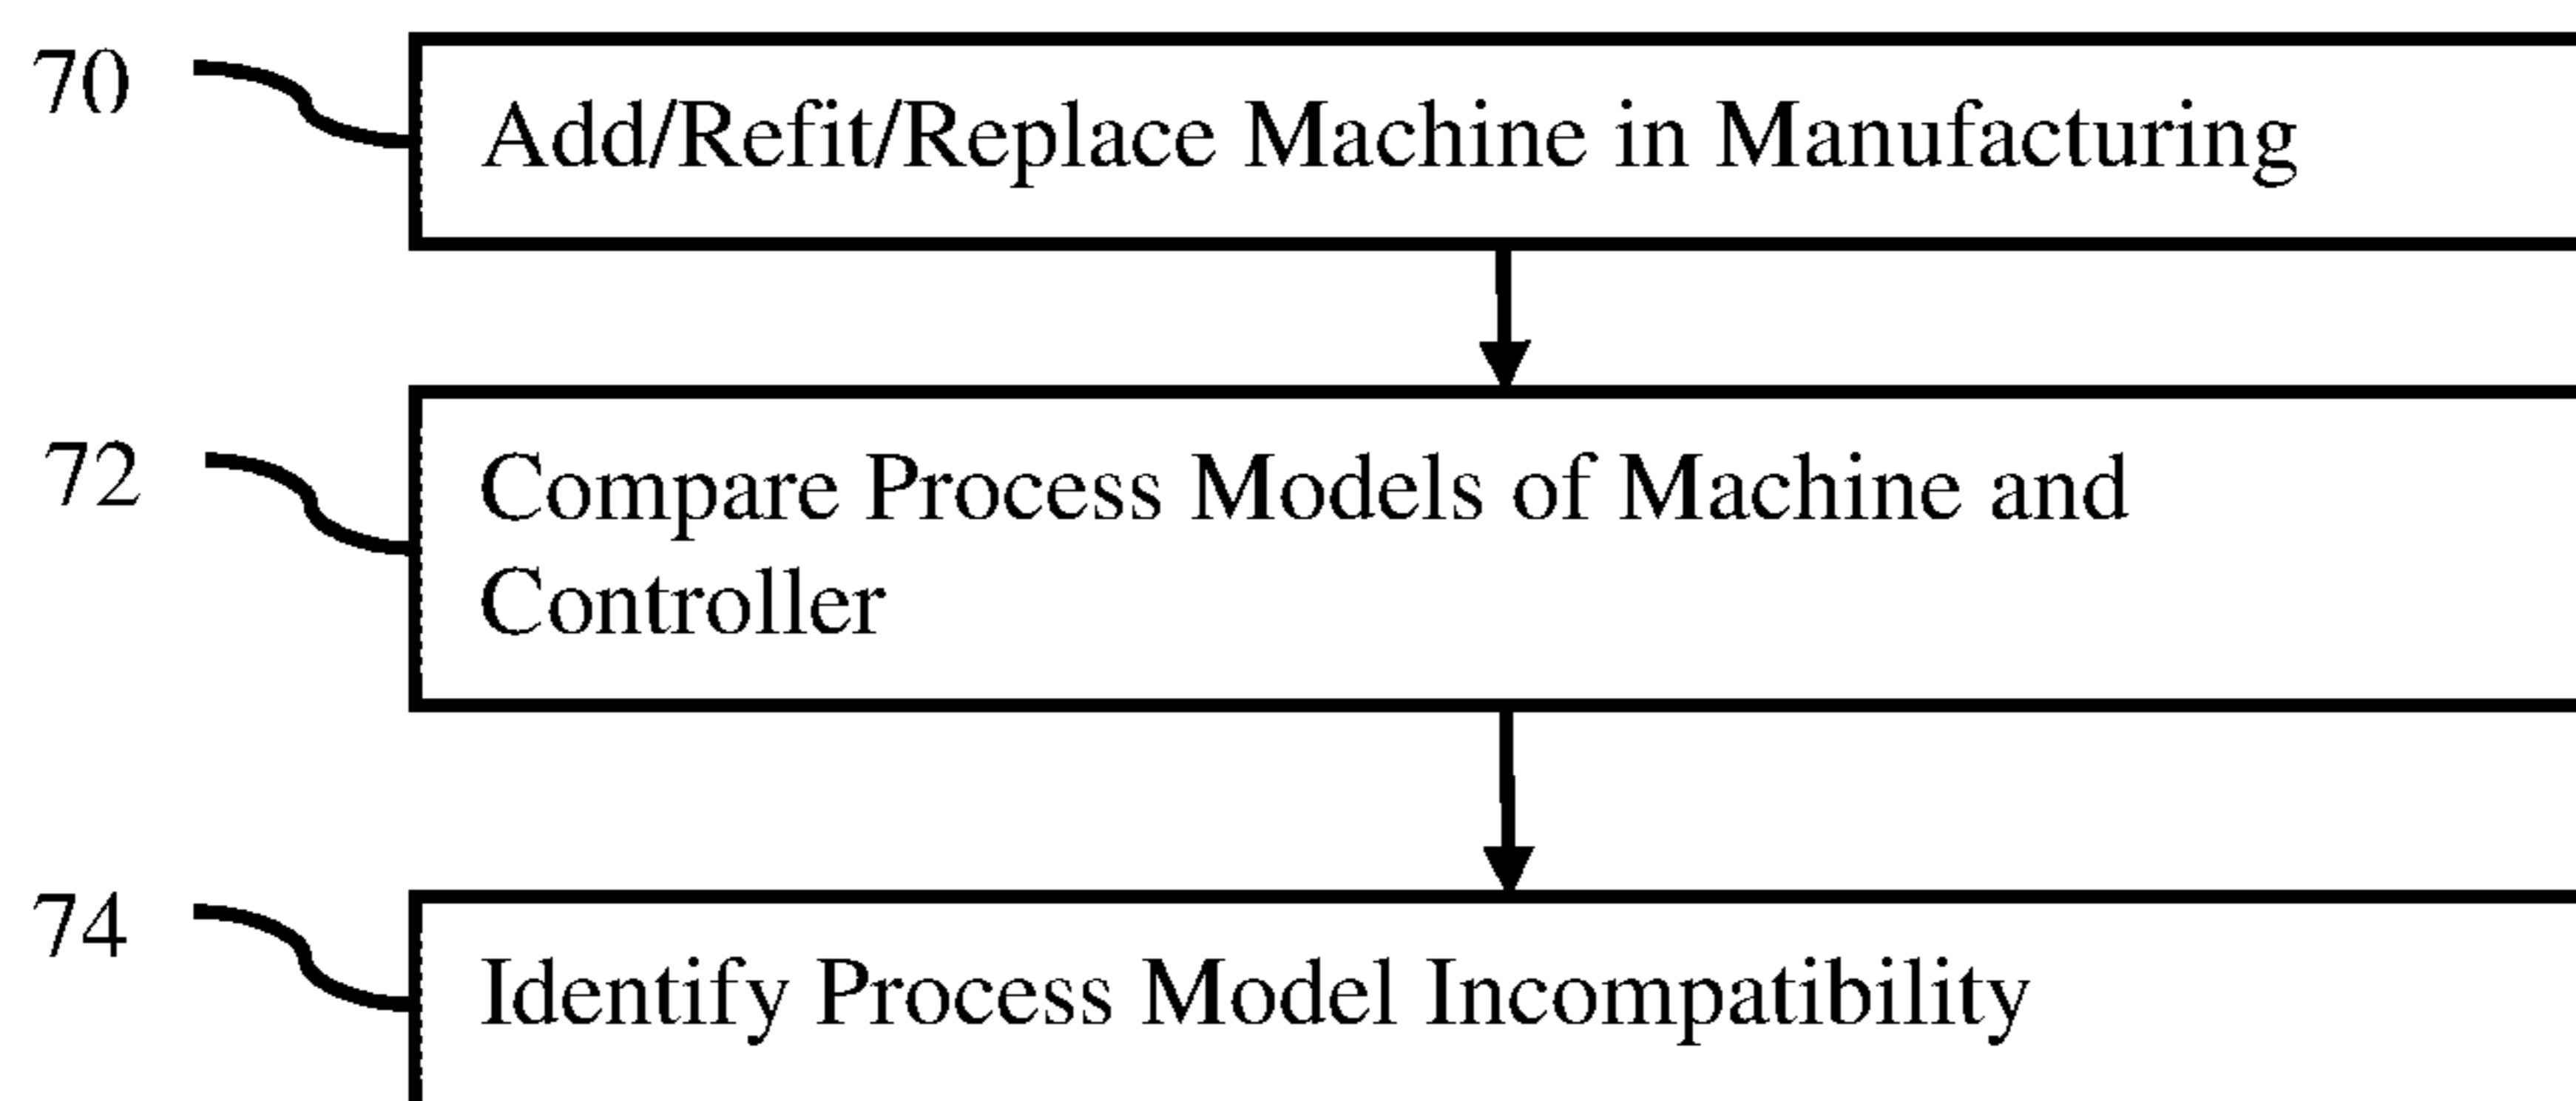 70
Add/Refit/Replace Machine in Manufacturing
72
Compare Process Models of Machine and
Controller
74
Identify Process Model Incompatibility